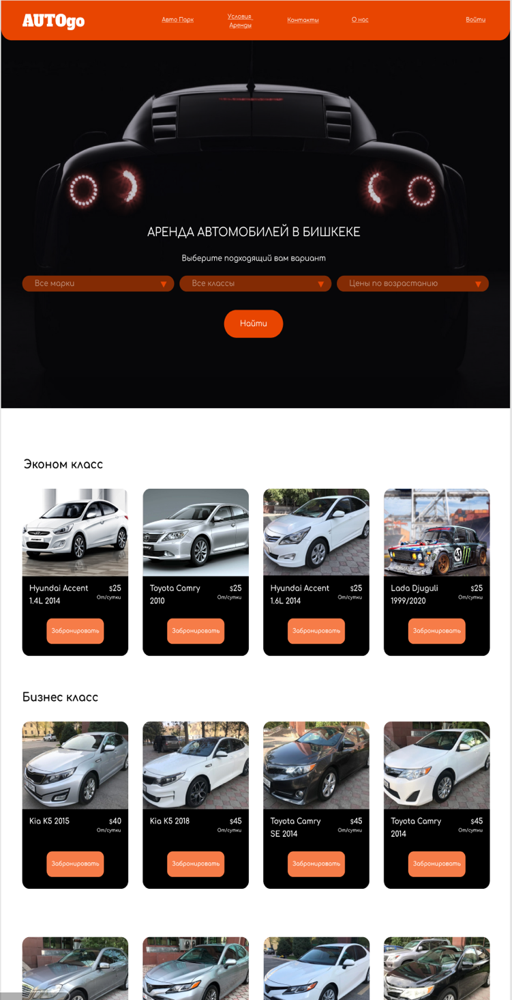 AUTOgo
Авто Парк
Условия
Аренды
Контакты
О нас
Войти
АРЕНДА АВТОМОБИЛЕЙ В БИШКЕКЕ
Выберите подходящий вам вариант
Все марки
Все классы
Цены по возрастанию
Найти
Эконом класс
Hyundai Accent $25
1.4L 2014 От/сутки
Забронировать
Toyota Camry $25
2010 От/сутки
Забронировать
Hyundai Accent $25
1.6L 2014 От/сутки
Забронировать
43
Lada Djuguli $25
1999/2020 От/сутки
Забронировать
Бизнес класс
Kia K5 2015 $40
От/сутки
Забронировать
Kia K5 2018 $45
От/сутки
Забронировать
Toyota Camry $45
SE 2014 От/сутки
Забронировать
Toyota Camry $45
2014 От/сутки
Забронировать